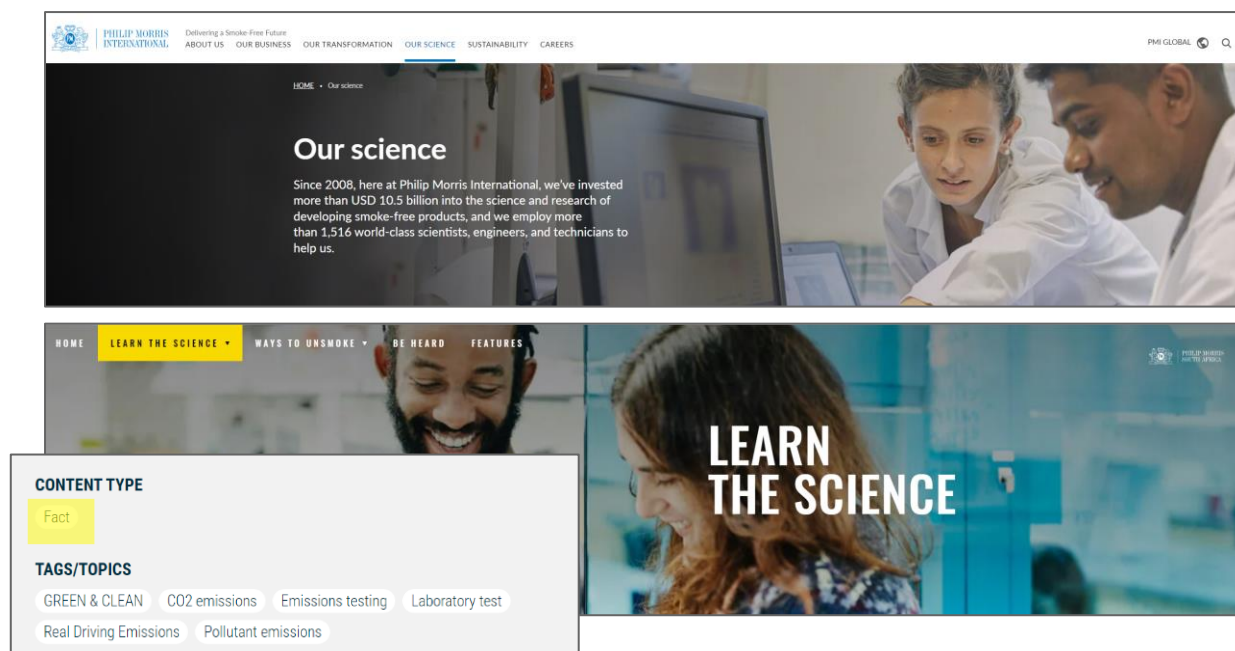 PHILIP MORRIS
INTERNATIONAL
Delivering a Smoke-Free Future
ABOUT US OUR BUSINESS OUR TRANSFORMATION OUR SCIENCE SUSTAINABILITY CAREERS
PMI GLOBAL
HOME • Our science
Our science
Since 2008, here at Philip Morris International, we've invested
more than USD 10.5 billion into the science and research of
developing smoke-free products, and we employ more
than 1,516 world-class scientists, engineers, and technicians to
help us.
HOME LEARN THE SCIENCE WAYS TO UNSMOKE BE HEARD FEATURES
PHILIP MORRIS
SOUTH AFRICA
LEARN
THE SCIENCE
CONTENT TYPE
Fact
TAGS/TOPICS
GREEN & CLEAN CO2 emissions Emissions testing Laboratory test
Real Driving Emissions Pollutant emissions